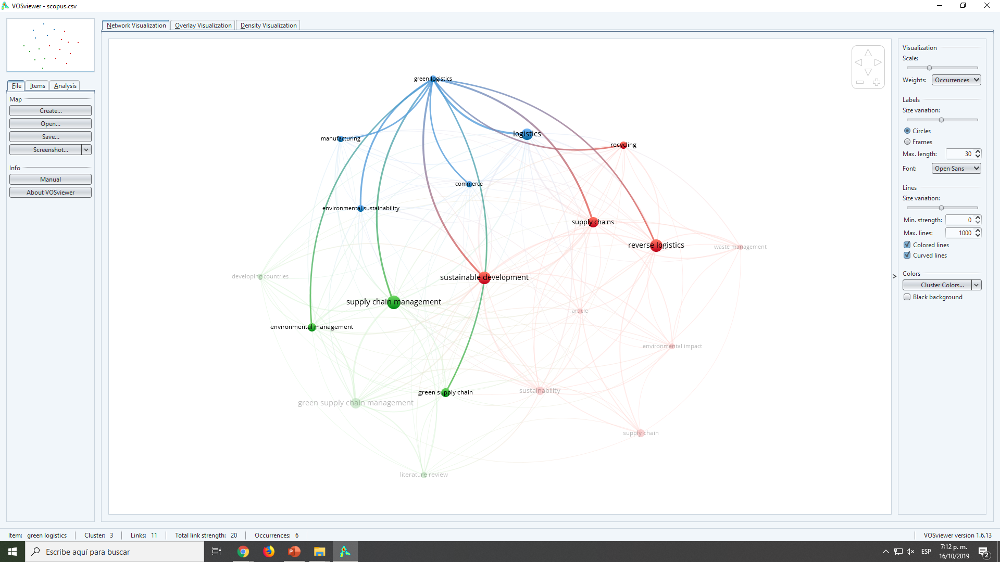 VOSviewer - scopus.csv
Network Visualization
Overlay Visualization
Density Visualization
File
Items
Analysis
Map
Create...
Open...
Save...
Screenshot...
Info
Manual
About VOSviewer
green logistics
manufacturing
logistics
recycling
commerce
environmental sustainability
supply chains
reverse logistics
waste management
developing countries
sustainable development
supply chain management
article
environmental management
environmental impact
green supply chain
sustainability
green supply chain management
supply chain
literature review
Visualization
Scale:
Weights: Occurrences
Labels
Size variation:
Circles
Frames
Max. length: 30
Font: Open Sans
Lines
Size variation:
Min. strength: 0
Max. lines: 1000
Colored lines
Curved lines
>
Colors
Cluster Colors...
Black background
Item: green logistics
Cluster: 3
Links: 11
Total link strength: 20
Occurrences: 6
VOSviewer version 1.6.13
Escribe aquí para buscar
P
ESP
7:12 p. m.
16/10/2019
2